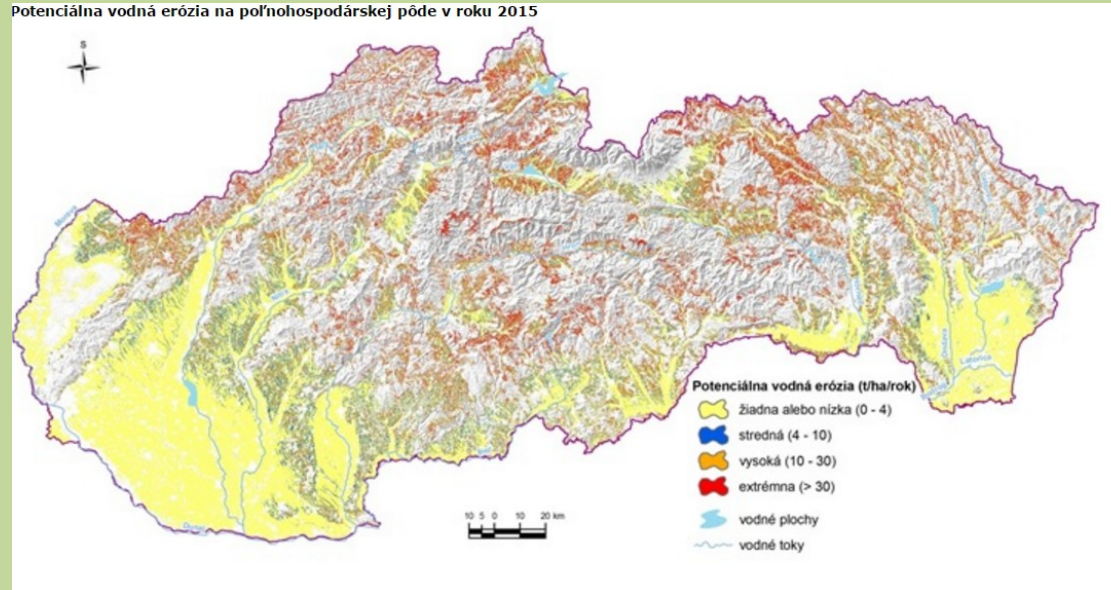 Potenciálna vodná erózia na poľnohospodárskej pôde v roku 2015
S
Morava
Dunaj
Ondava
Latorica
Potenciálna vodná erózia (t/ha/rok)
žiadna alebo nízka (0 - 4)
stredná (4 - 10)
vysoká (10 - 30)
extrémna (> 30)
vodné plochy
vodné toky
10 5 0 10 20 km